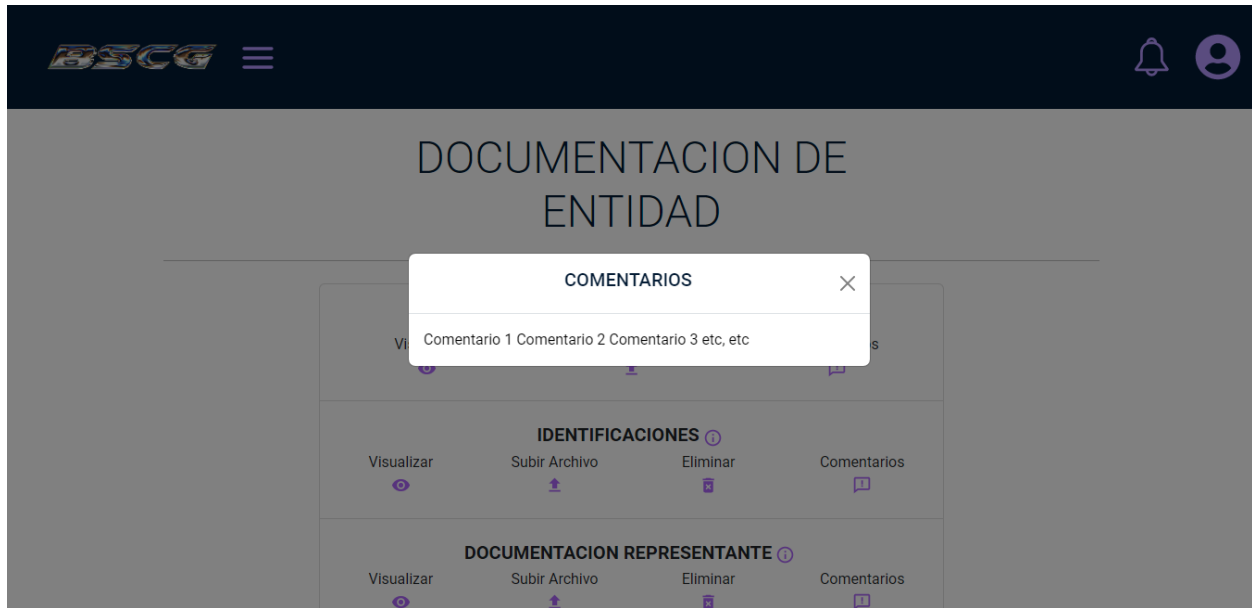 BSCG
DOCUMENTACION DE
ENTIDAD
COMENTARIOS
Comentario 1 Comentario 2 Comentario 3 etc, etc
IDENTIFICACIONES
Visualizar Subir Archivo Eliminar Comentarios
DOCUMENTACION REPRESENTANTE
Visualizar Subir Archivo Eliminar Comentarios